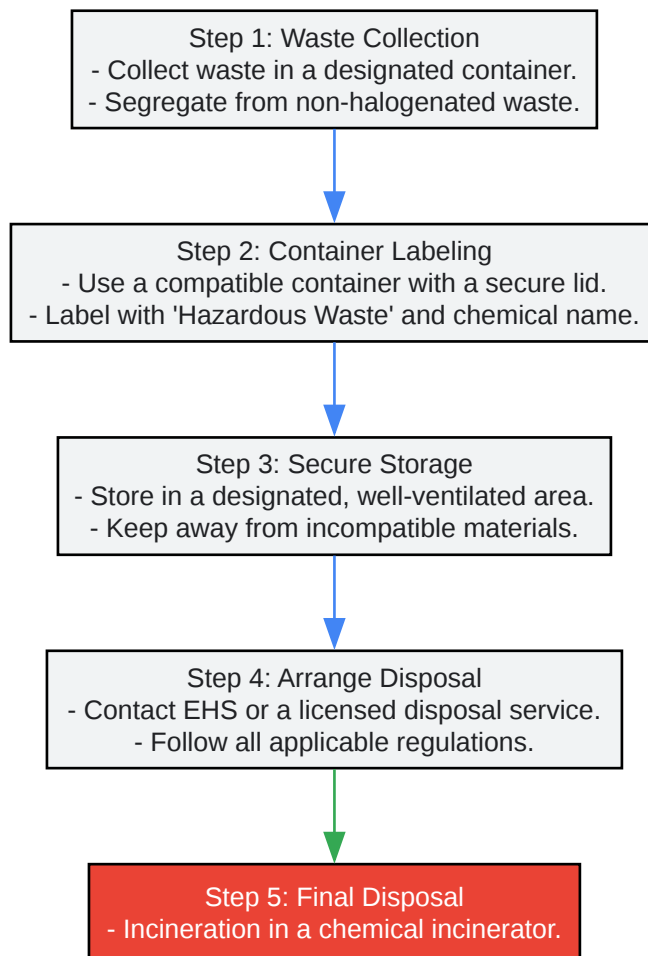 Step 1: Waste Collection
- Collect waste in a designated container.
- Segregate from non-halogenated waste.
Step 2: Container Labeling
- Use a compatible container with a secure lid.
- Label with 'Hazardous Waste' and chemical name.
Step 3: Secure Storage
- Store in a designated, well-ventilated area.
- Keep away from incompatible materials.
Step 4: Arrange Disposal
- Contact EHS or a licensed disposal service.
- Follow all applicable regulations.
Step 5: Final Disposal
- Incineration in a chemical incinerator.